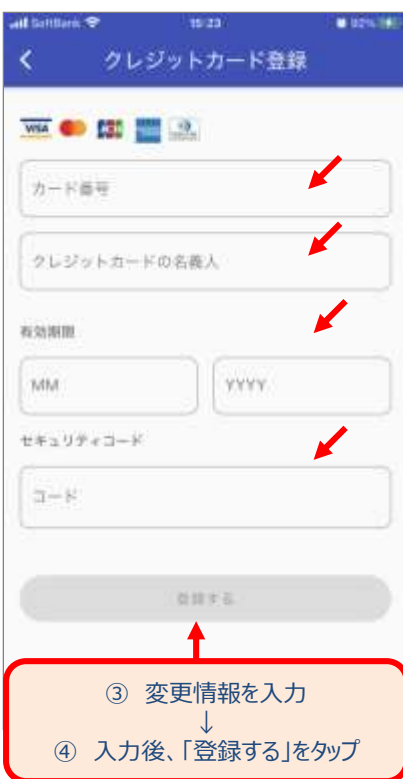 SoftBank 15:23 92%
クレジットカード登録
VISA JCB
カード番号
クレジットカードの名義人
有効期限
MM YYYY
セキュリティコード
コード
登録する
③ 変更情報を入力
↓
④ 入力後、「登録する」をタップ